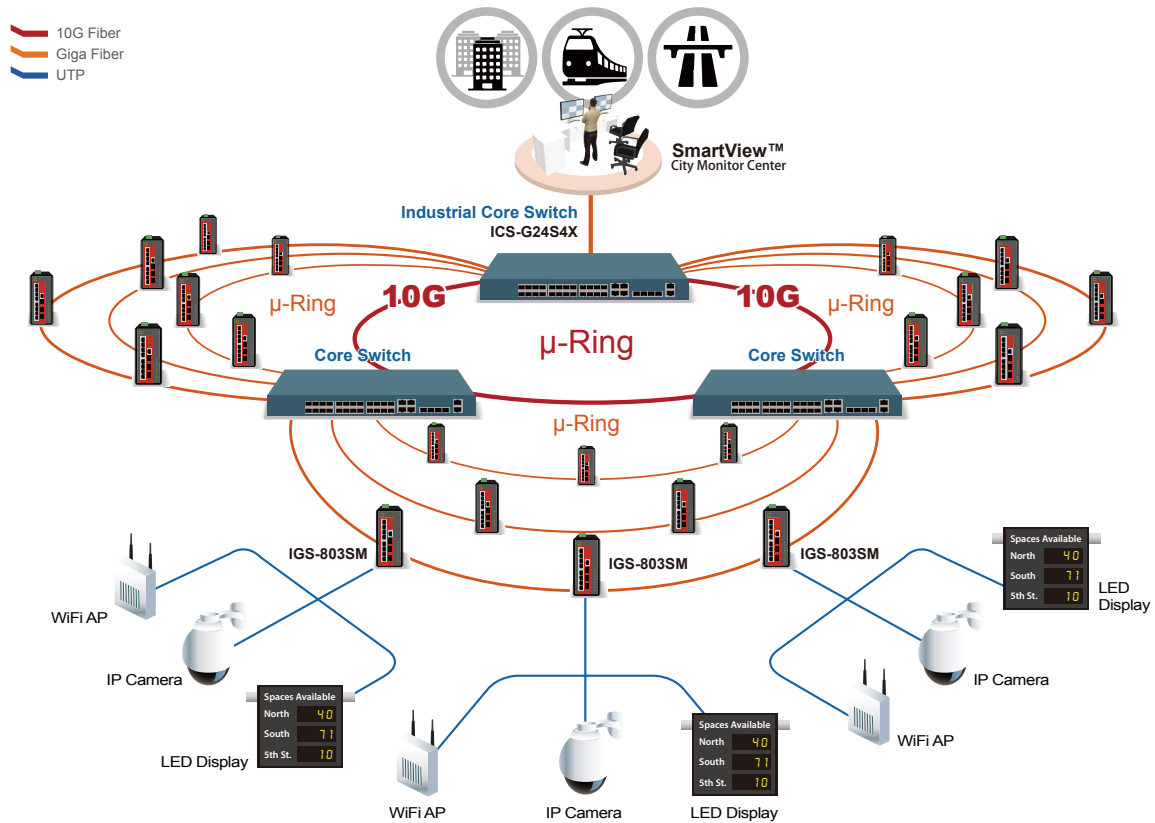 10G Fiber
Giga Fiber
UTP
SmartView™
City Monitor Center
Industrial Core Switch
ICS-G24S4X
10G
10G
μ-Ring
μ-Ring
μ-Ring
Core Switch
Core Switch
μ-Ring
IGS-803SM
IGS-803SM
IGS-803SM
WiFi AP
IP Camera
Spaces Available
North 40
South 71
5th St. 10
LED Display
WiFi AP
IP Camera
Spaces Available
North 40
South 71
5th St. 10
LED Display
Spaces Available
North 40
South 71
5th St. 10
LED
Display
IP Camera
WiFi AP